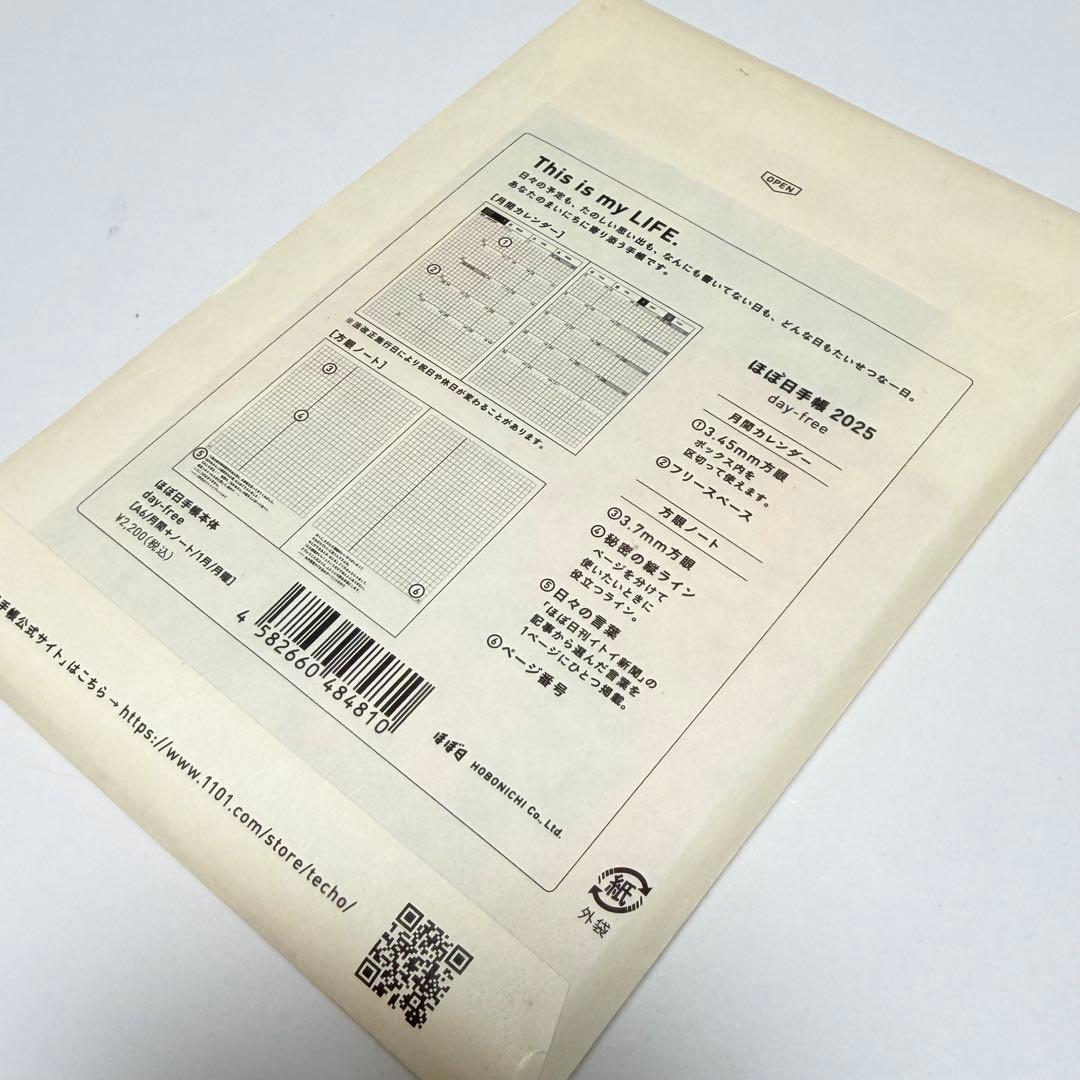 OPEN
This is my LIFE.
日々の予定も、たのしい思い出も、なんにも書いてない日も、どんな日もたいせつな一日。
あなたのまいにちに寄り添う手帳です。
[月間カレンダー]
①
②
※法改正施行日により祝日や休日が変わることがあります。
[方眼ノート]
③
④
⑤
⑥
ほぼ日手帳 2025
day-free
月間カレンダー
①3.45mm方眼
ボックス内を
区切って使えます。
②フリースペース
方眼ノート
③3.7mm方眼
④秘密の縦ライン
ページを分けて
使いたいときに
役立つライン。
⑤日々の言葉
「ほぼ日刊イトイ新聞」の
記事から選んだ言葉を
1ページにひとつ掲載。
⑥ページ番号
ほぼ日手帳本体
day-free
[A6/月間+ノート/1月/月曜]
¥2,200(税込)
4 582660 484810
ほぼ日 HOBONICHI Co., Ltd.
手帳公式サイト」はこちら→https://www.1101.com/store/techo/
紙
外袋